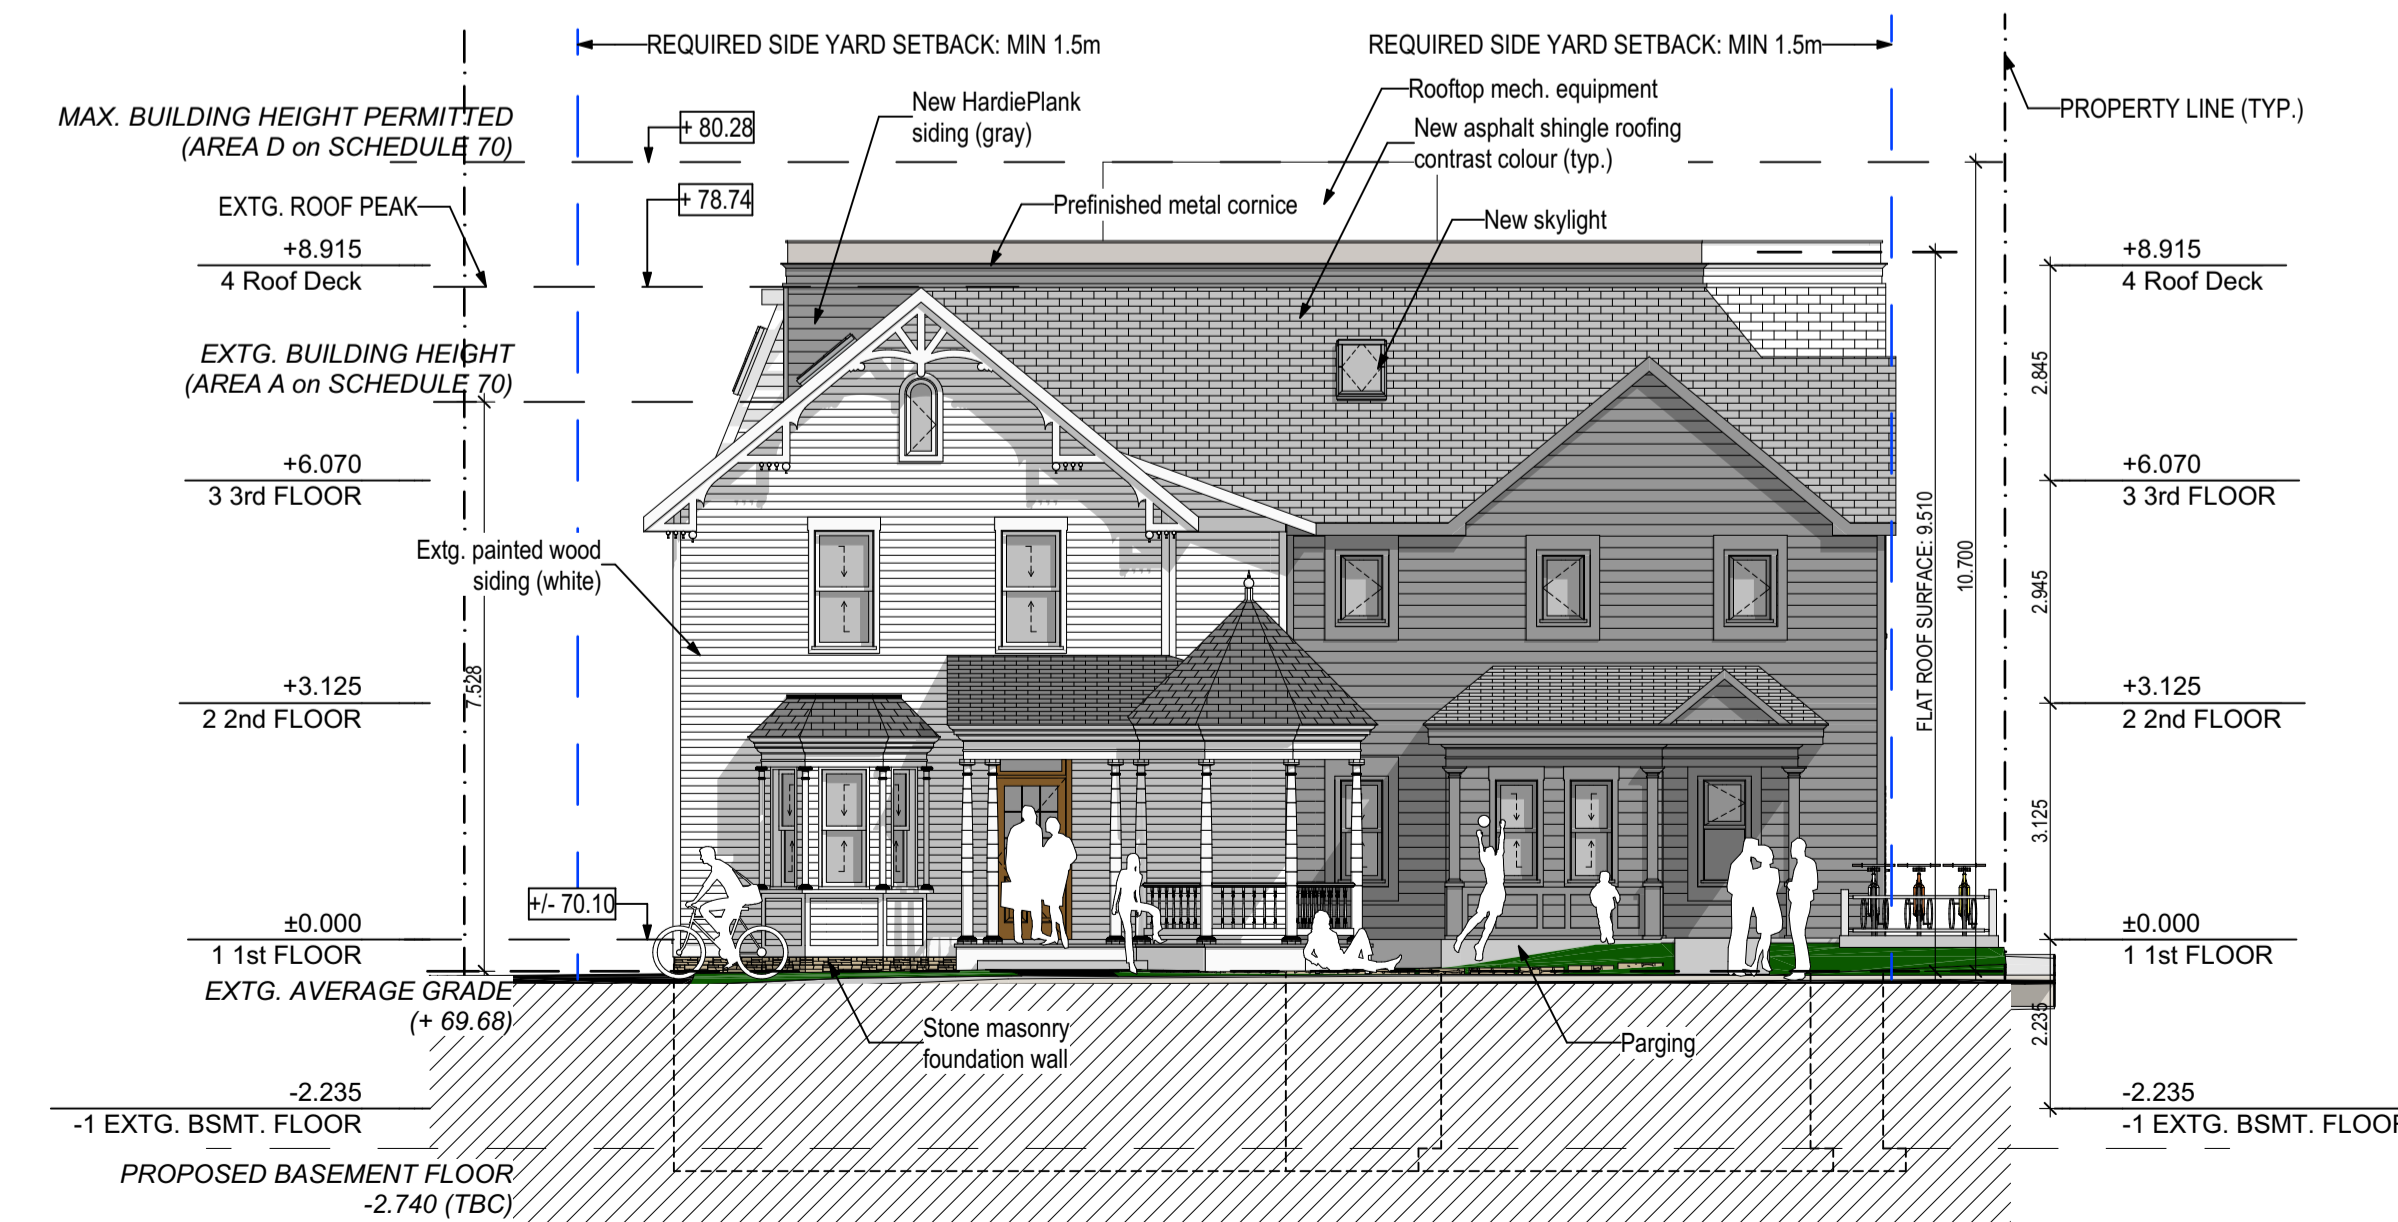 REQUIRED SIDE YARD SETBACK: MIN 1.5m
REQUIRED SIDE YARD SETBACK: MIN 1.5m
MAX. BUILDING HEIGHT PERMITTED
(AREA D on SCHEDULE 70)
+ 80.28
New HardiePlank
siding (gray)
Rooftop mech. equipment
New asphalt shingle roofing
contrast colour (typ.)
PROPERTY LINE (TYP.)
EXTG. ROOF PEAK
+ 78.74
Prefinished metal cornice
New skylight
+8.915
4 Roof Deck
+8.915
4 Roof Deck
EXTG. BUILDING HEIGHT
(AREA A on SCHEDULE 70)
2.845
+6.070
3 3rd FLOOR
+6.070
3 3rd FLOOR
Extg. painted wood
siding (white)
FLAT ROOF SURFACE: 9.510
10.700
2.945
7.528
+3.125
2 2nd FLOOR
+3.125
2 2nd FLOOR
3.125
+/- 70.10
±0.000
1 1st FLOOR
±0.000
1 1st FLOOR
EXTG. AVERAGE GRADE
(+ 69.68)
Stone masonry
foundation wall
Parging
2.235
-2.235
-1 EXTG. BSMT. FLOOR
-2.235
-1 EXTG. BSMT. FLOOR
PROPOSED BASEMENT FLOOR
-2.740 (TBC)